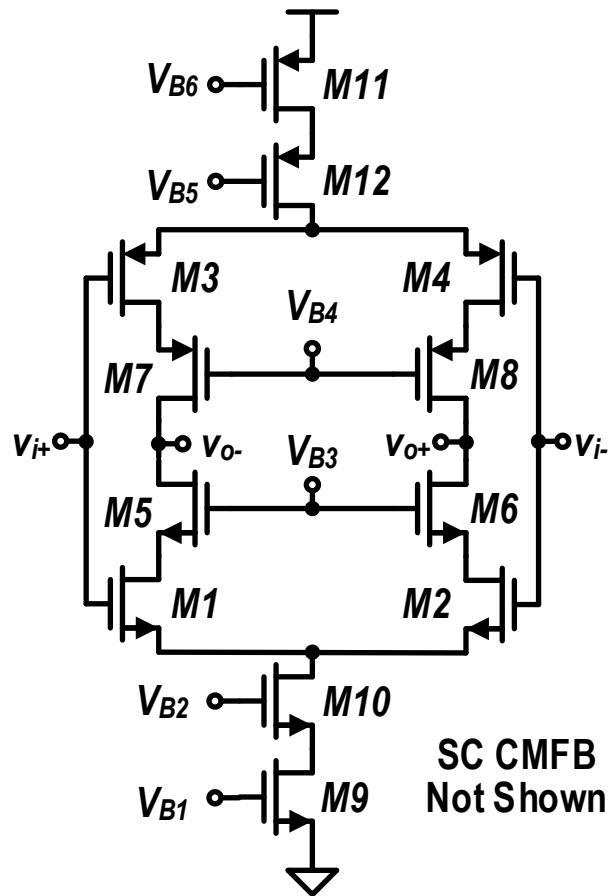 VB6 M11
VB5 M12
M3 M4
VB4
M7 M8
vi+ vo- VB3 vo+ vi-
M5 M6
M1 M2
VB2 M10
SC CMFB
Not Shown
VB1 M9